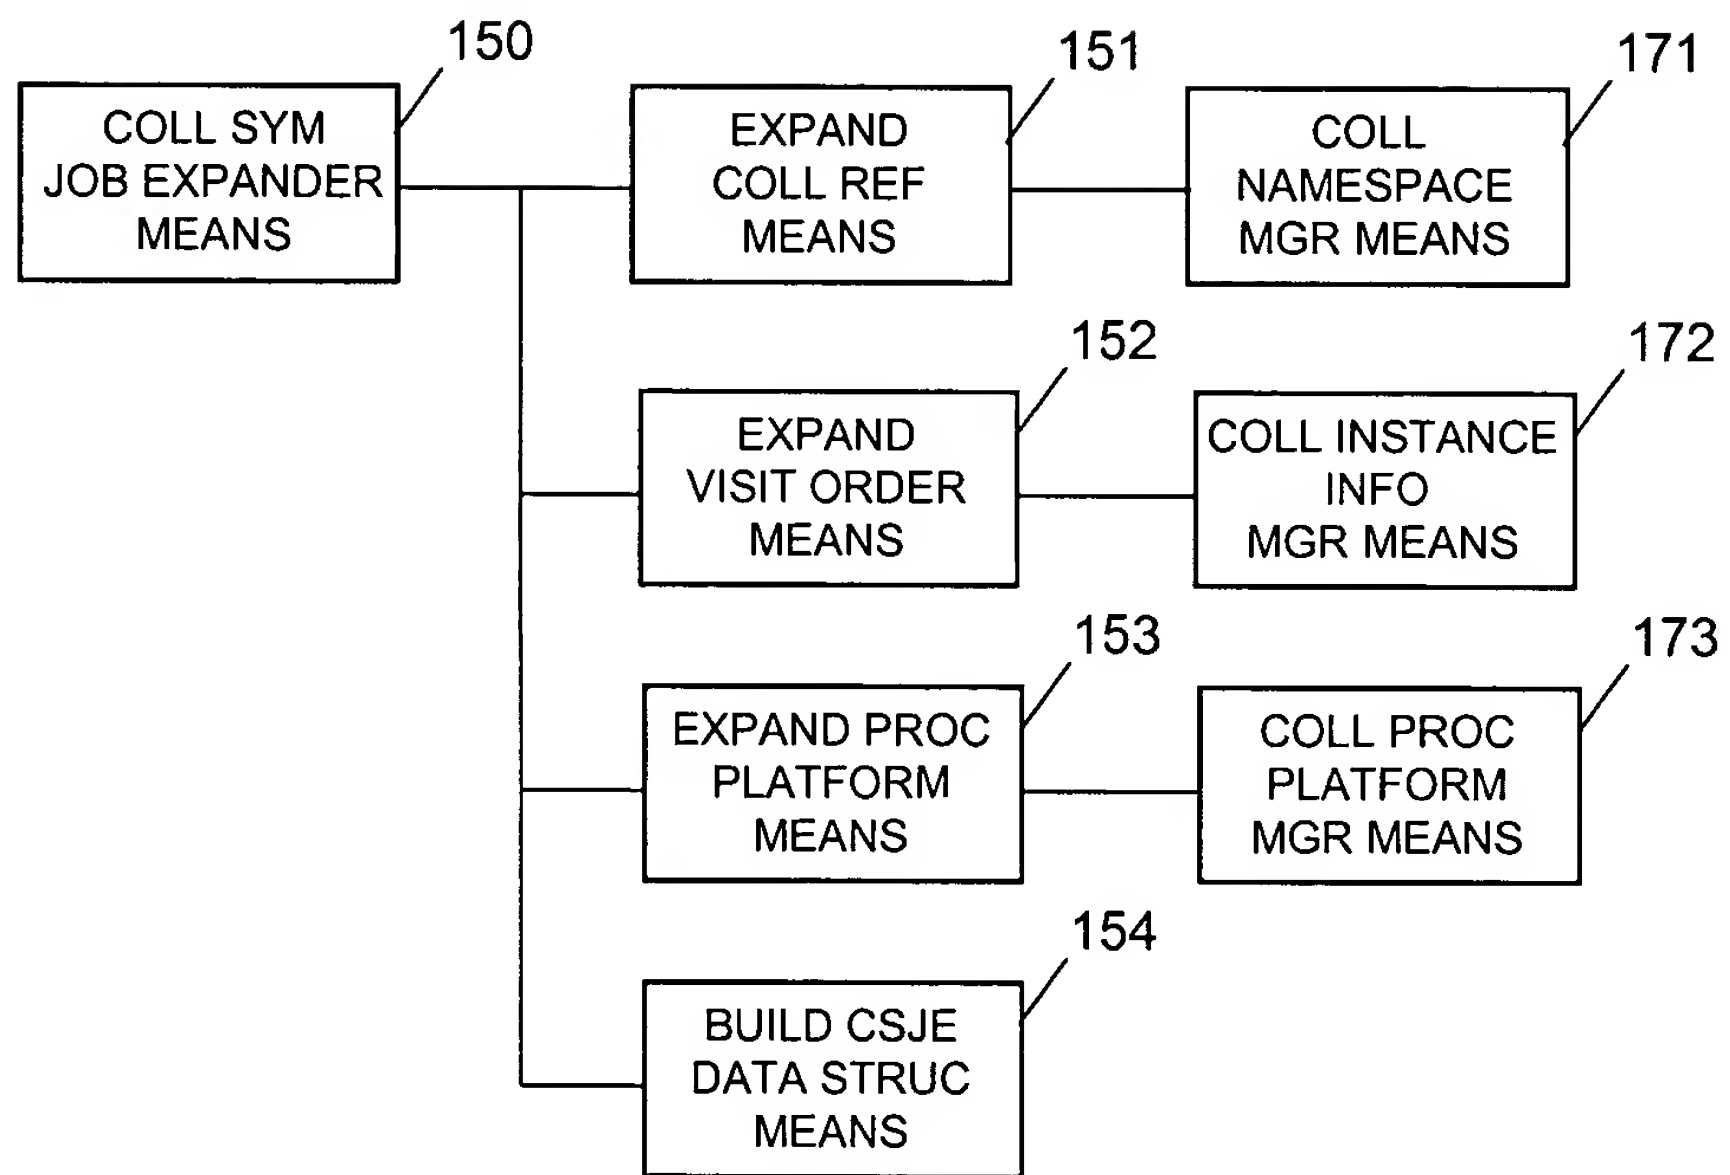 150
COLL SYM
JOB EXPANDER
MEANS
151
EXPAND
COLL REF
MEANS
171
COLL
NAMESPACE
MGR MEANS
152
EXPAND
VISIT ORDER
MEANS
172
COLL INSTANCE
INFO
MGR MEANS
153
EXPAND PROC
PLATFORM
MEANS
173
COLL PROC
PLATFORM
MGR MEANS
154
BUILD CSJE
DATA STRUC
MEANS